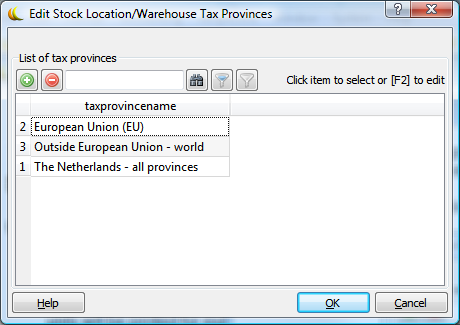 Edit Stock Location/Warehouse Tax Provinces
List of tax provinces
Click item to select or [F2] to edit
taxprovincename
2 European Union (EU)
3 Outside European Union - world
1 The Netherlands - all provinces
Help OK Cancel